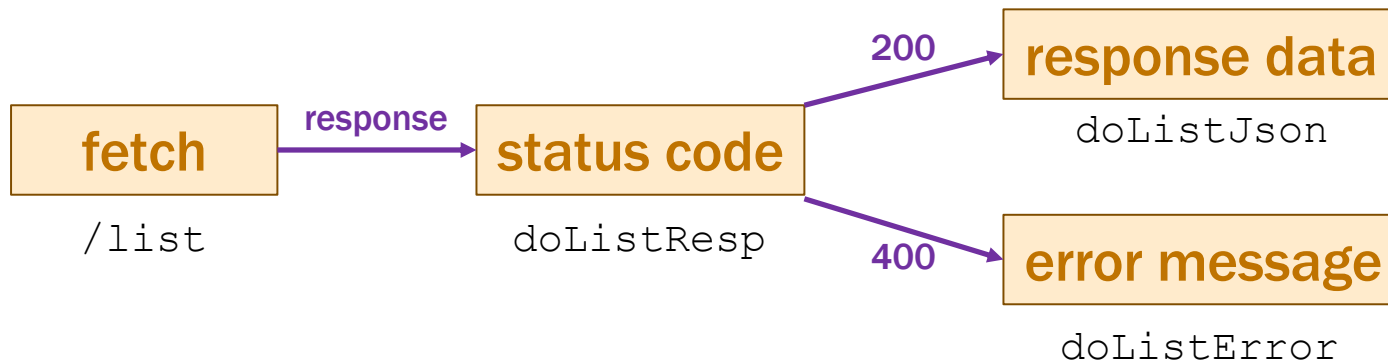 fetch
/list
response
status code
doListResp
200
response data
doListJson
400
error message
doListError